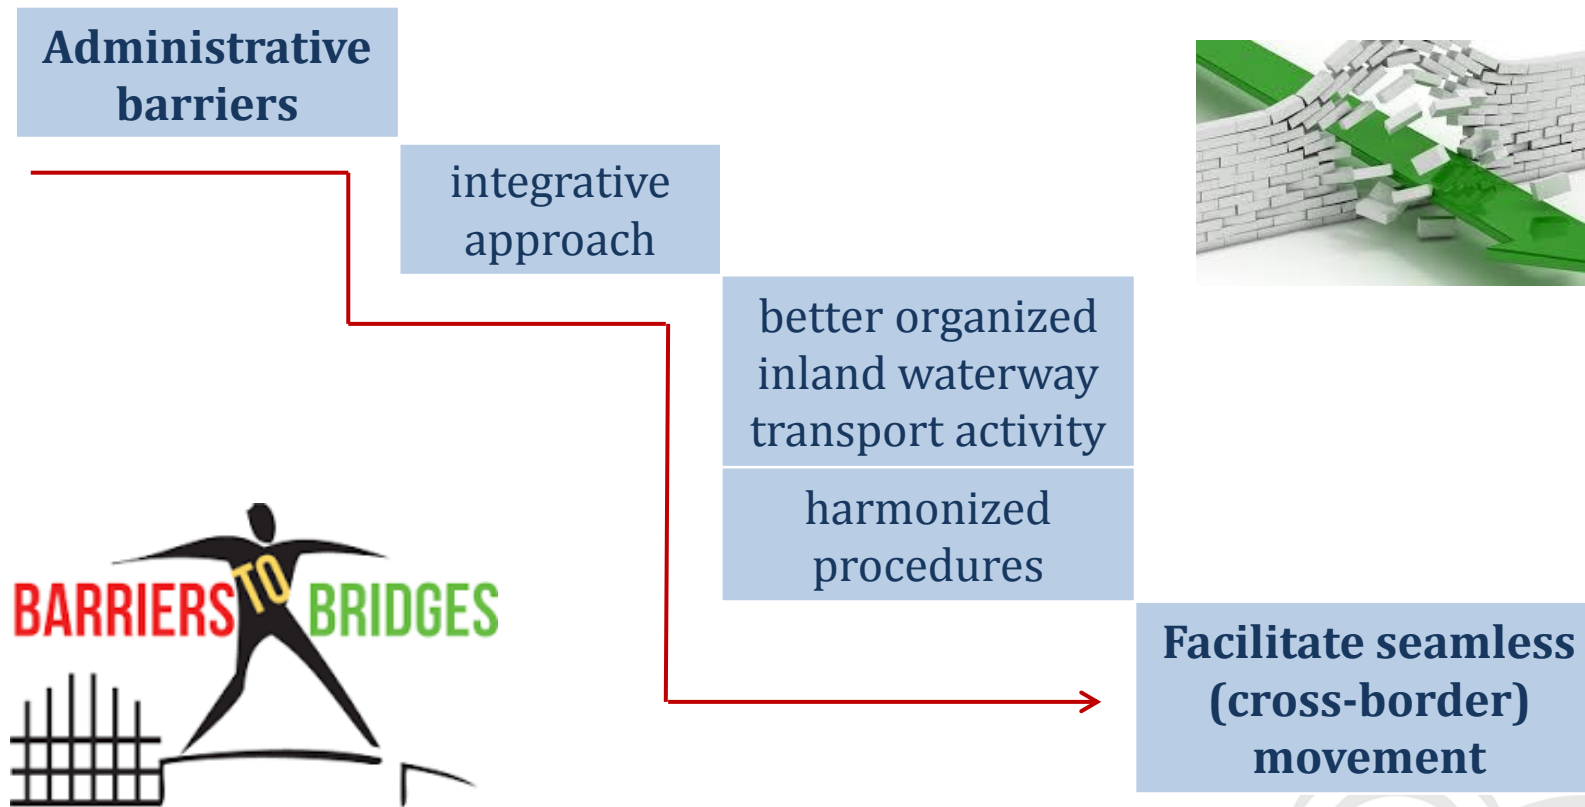 Administrative
barriers
integrative
approach
better organized
inland waterway
transport activity
harmonized
procedures
BARRIERS TO BRIDGES
Facilitate seamless
(cross-border)
movement